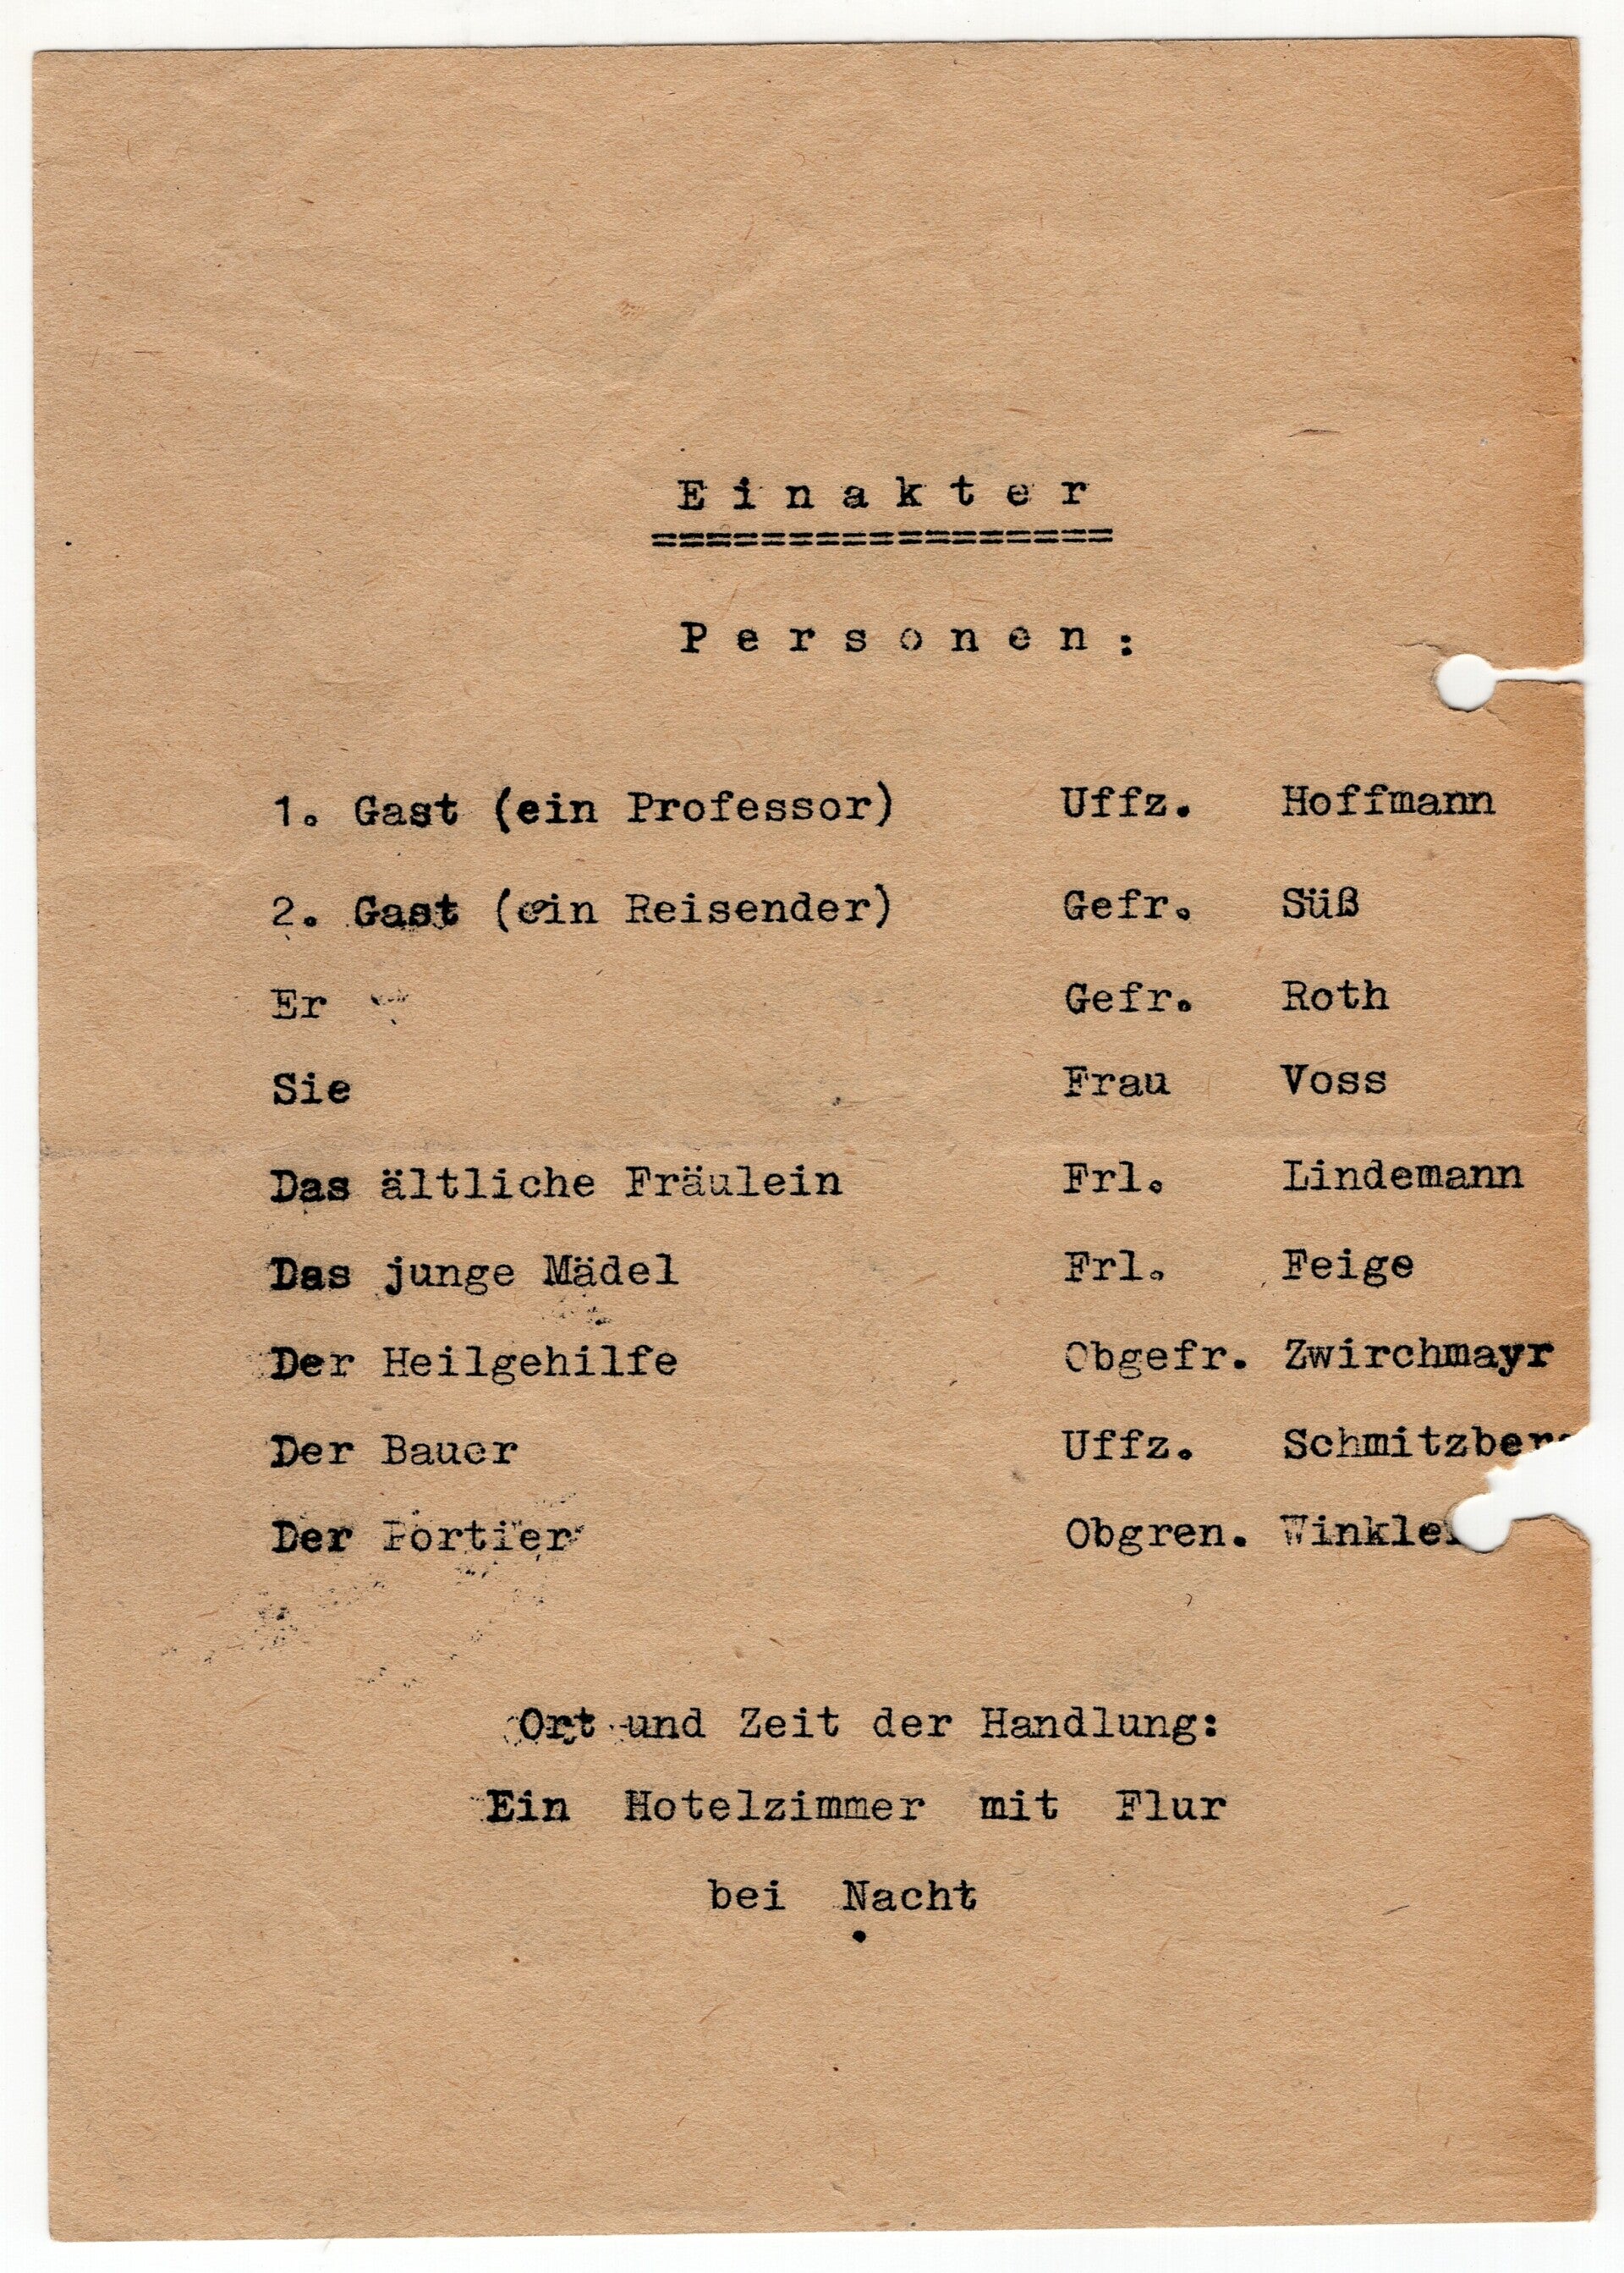 E i n a k t e r
=================
P e r s o n e n :
1. Gast (ein Professor) Uffz. Hoffmann
2. Gast (ein Reisender) Gefr. Süß
Er Gefr. Roth
Sie Frau Voss
Das ältliche Fräulein Frl. Lindemann
Das junge Mädel Frl. Feige
Der Heilgehilfe Obgefr. Zwirchmayr
Der Bauer Uffz.
Der Portier Obgren. Winkler
Ort und Zeit der Handlung:
Ein Hotelzimmer mit Flur
bei Nacht